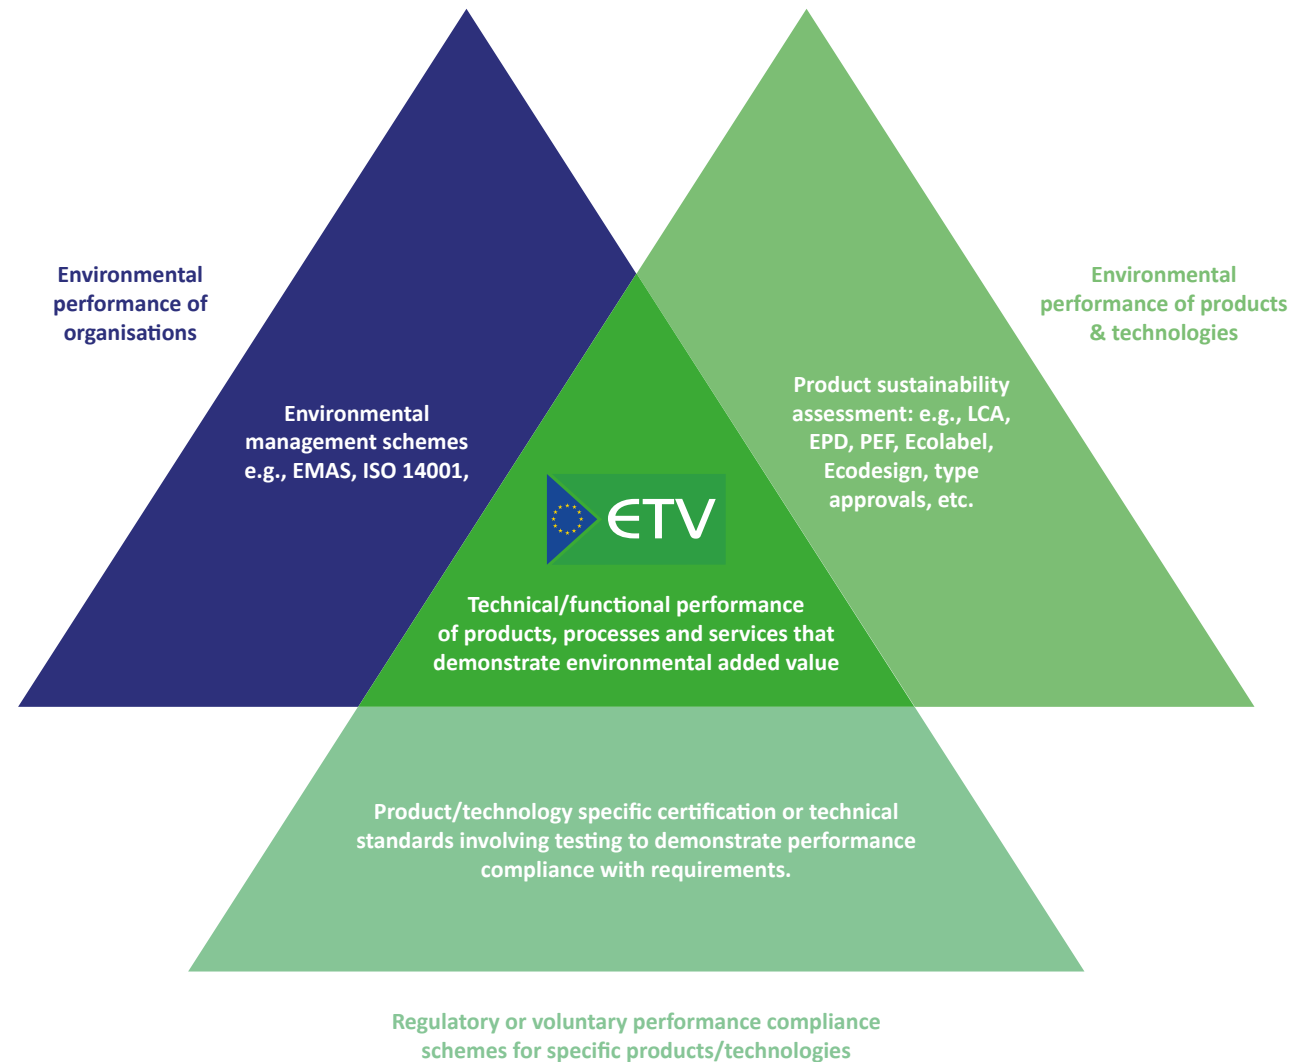 Environmental
performance of
organisations
Environmental
performance of products
& technologies
Environmental
management schemes
e.g., EMAS, ISO 14001,
Product sustainability
assessment: e.g., LCA,
EPD, PEF, Ecolabel,
Ecodesign, type
approvals, etc.
ETV
Technical/functional performance
of products, processes and services that
demonstrate environmental added value
Product/technology specific certification or technical
standards involving testing to demonstrate performance
compliance with requirements.
Regulatory or voluntary performance compliance
schemes for specific products/technologies